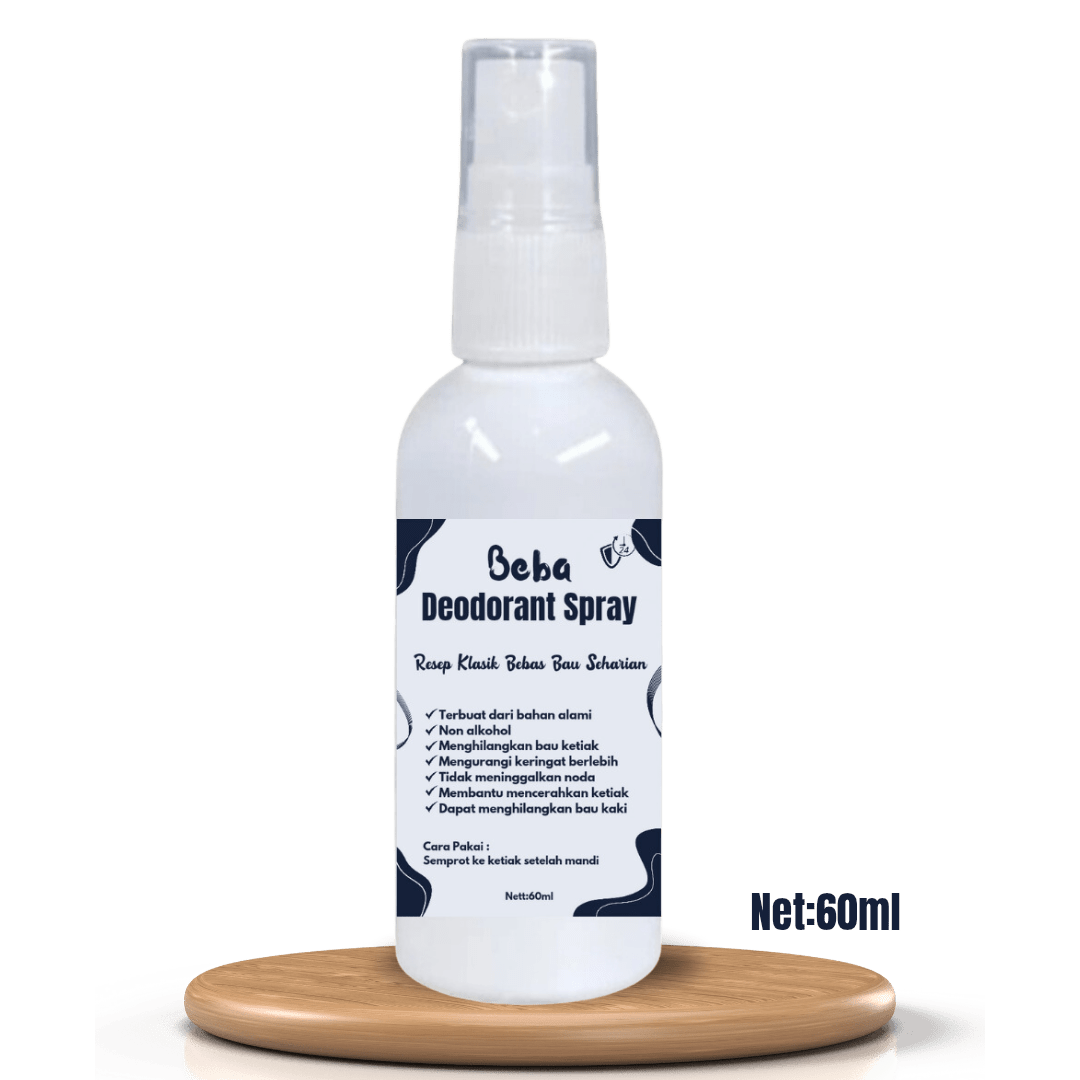 24
Beba
Deodorant Spray
Resep Klasik Bebas Bau Seharian
Terbuat dari bahan alami
Non alkohol
Menghilangkan bau ketiak
Mengurangi keringat berlebih
Tidak meninggalkan noda
Membantu mencerahkan ketiak
Dapat menghilangkan bau kaki
Cara Pakai :
Semprot ke ketiak setelah mandi
Nett:60ml
Net:60ml